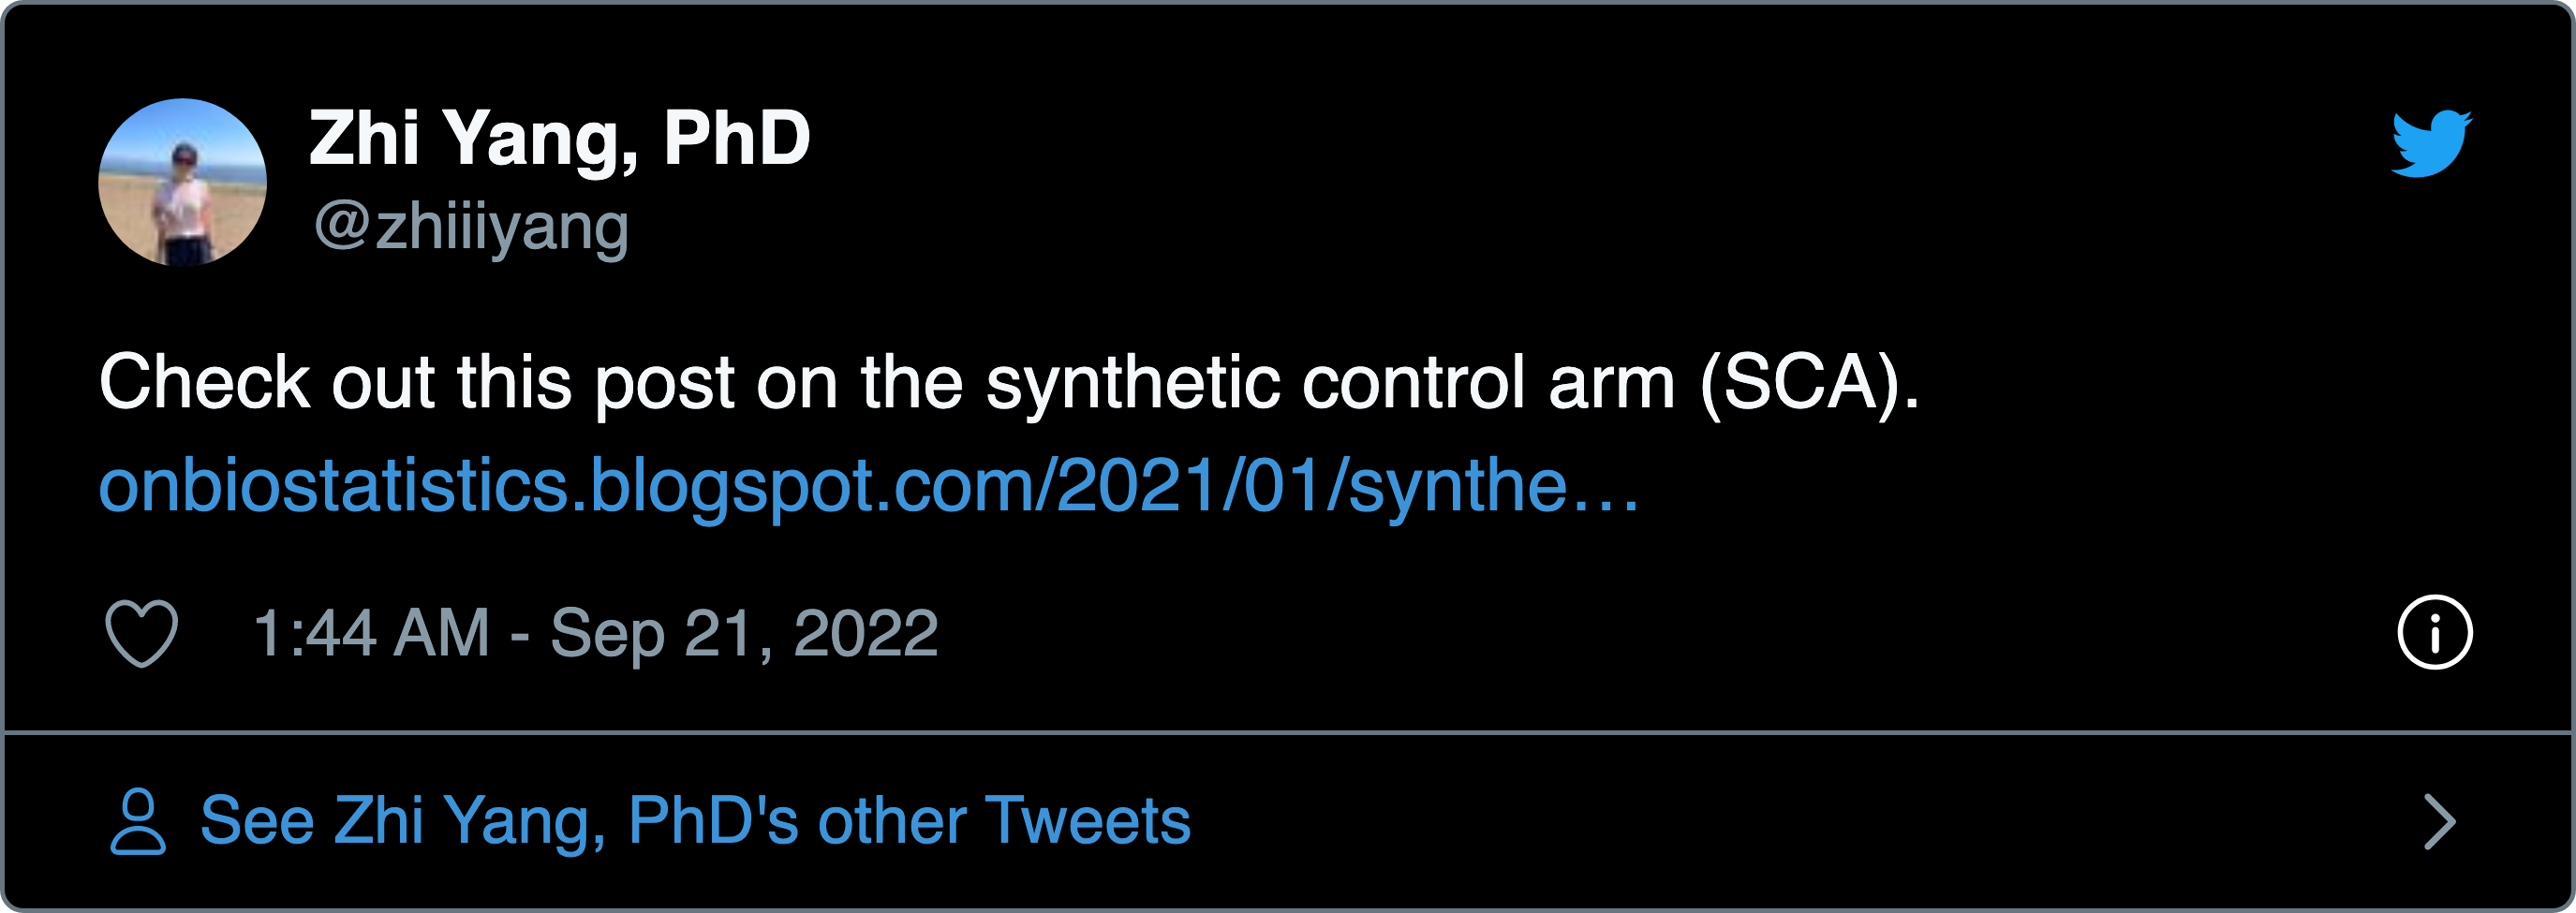 Zhi Yang, PhD
@zhiiiyang
Check out this post on the synthetic control arm (SCA).
onbiostatistics.blogspot.com/2021/01/synthe…
1:44 AM - Sep 21, 2022
See Zhi Yang, PhD's other Tweets